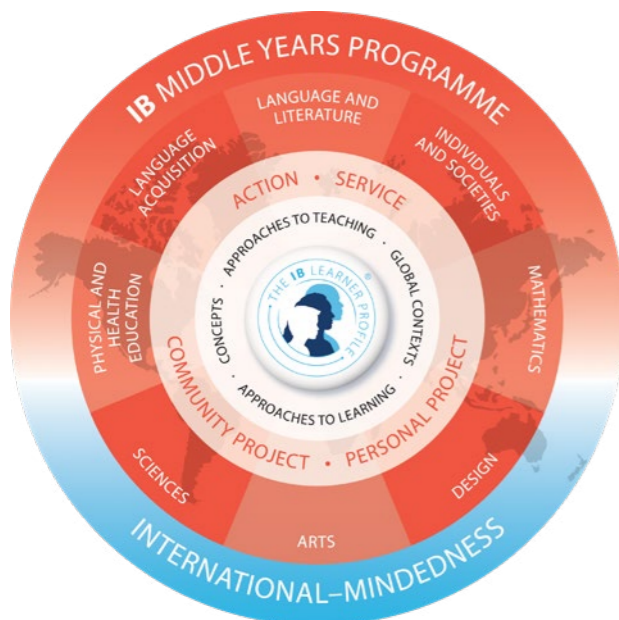 IB MIDDLE YEARS PROGRAMME
LANGUAGE AND
LITERATURE
INDIVIDUALS
AND SOCIETIES
MATHEMATICS
DESIGN
ARTS
SCIENCES
PHYSICAL AND
HEALTH
EDUCATION
LANGUAGE
ACQUISITION
ACTION • SERVICE
PERSONAL PROJECT
•
COMMUNITY PROJECT
APPROACHES TO TEACHING
·
GLOBAL CONTEXTS
·
APPROACHES TO LEARNING
·
CONCEPTS
·
• THE IB LEARNER PROFILE •
®
INTERNATIONAL–MINDEDNESS